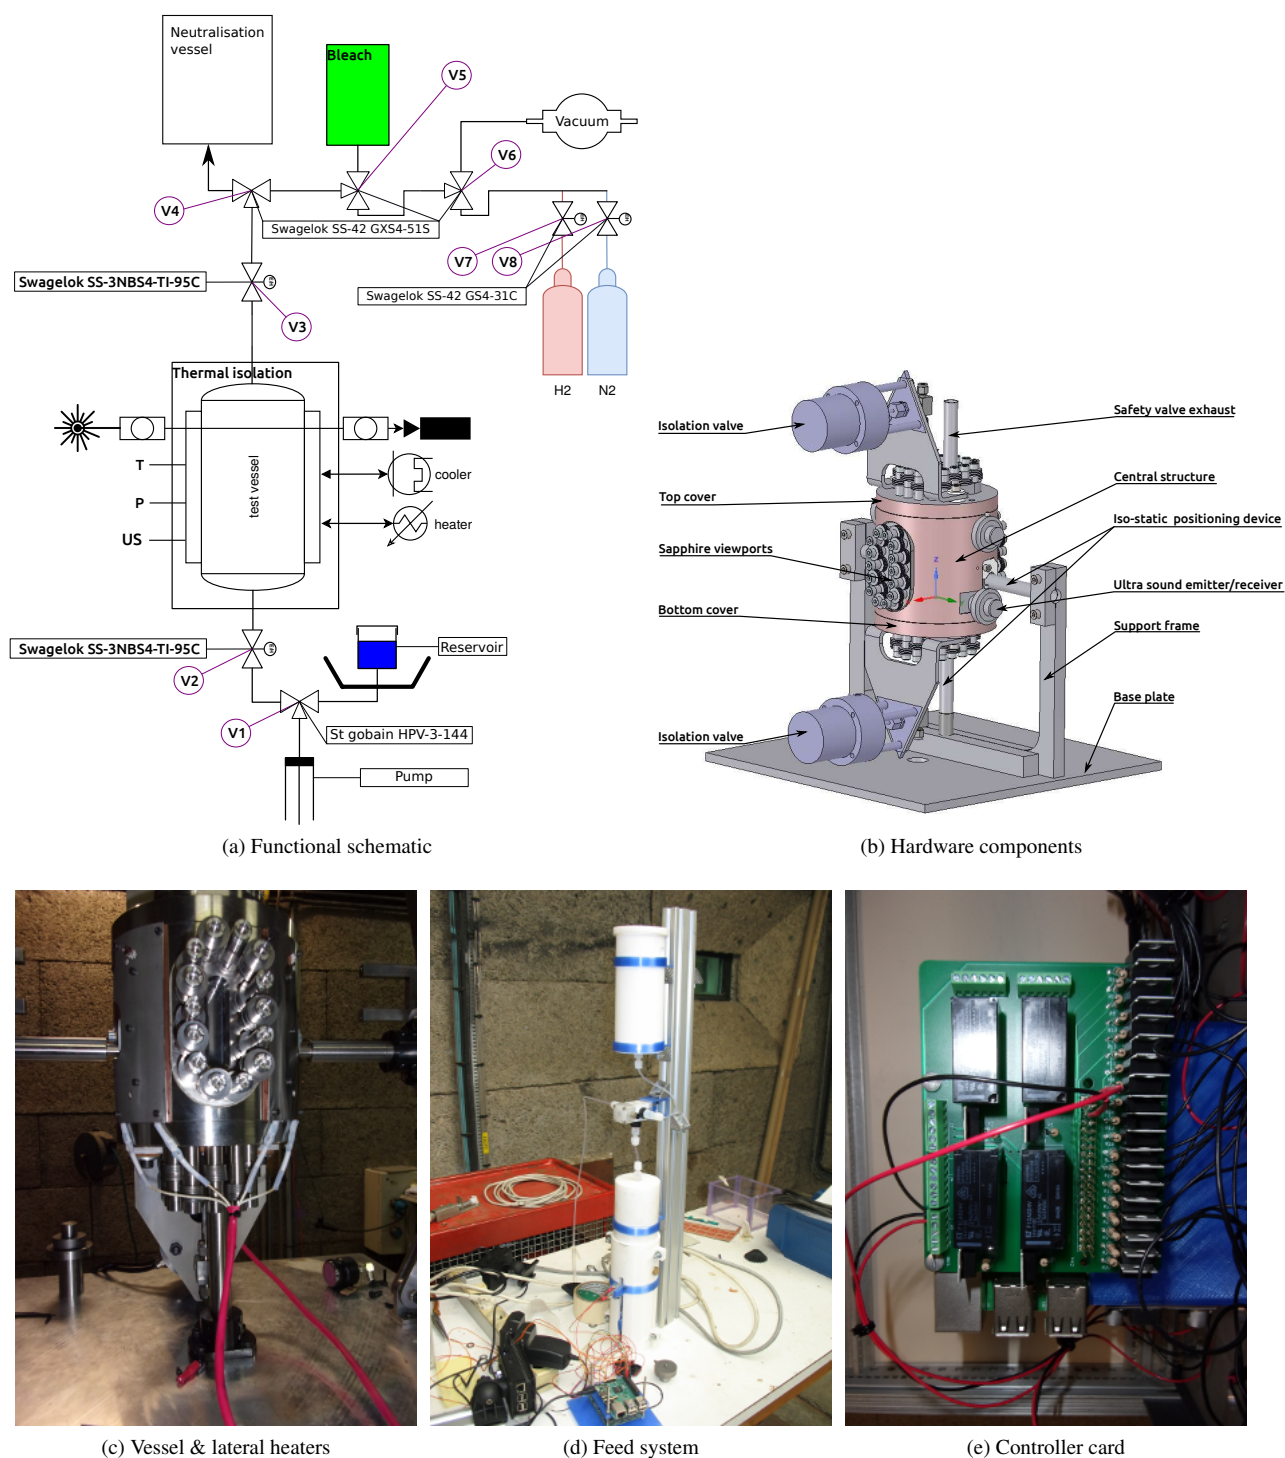 Neutralisation
vessel
Bleach
V5
Vacuum
V6
V4
Swagelok SS-42 GXS4-51S
V7
V8
Swagelok SS-3NBS4-TI-95C
Swagelok SS-42 GS4-31C
V3
H2
N2
Thermal isolation
T
P
US
test vessel
cooler
heater
Swagelok SS-3NBS4-TI-95C
Reservoir
V2
V1
St gobain HPV-3-144
Pump
(a) Functional schematic
Isolation valve
Safety valve exhaust
Top cover
Central structure
Iso-static positioning device
Sapphire viewports
Z
Ultra sound emitter/receiver
Bottom cover
Support frame
Base plate
Isolation valve
(b) Hardware components
(c) Vessel & lateral heaters
(d) Feed system
(e) Controller card